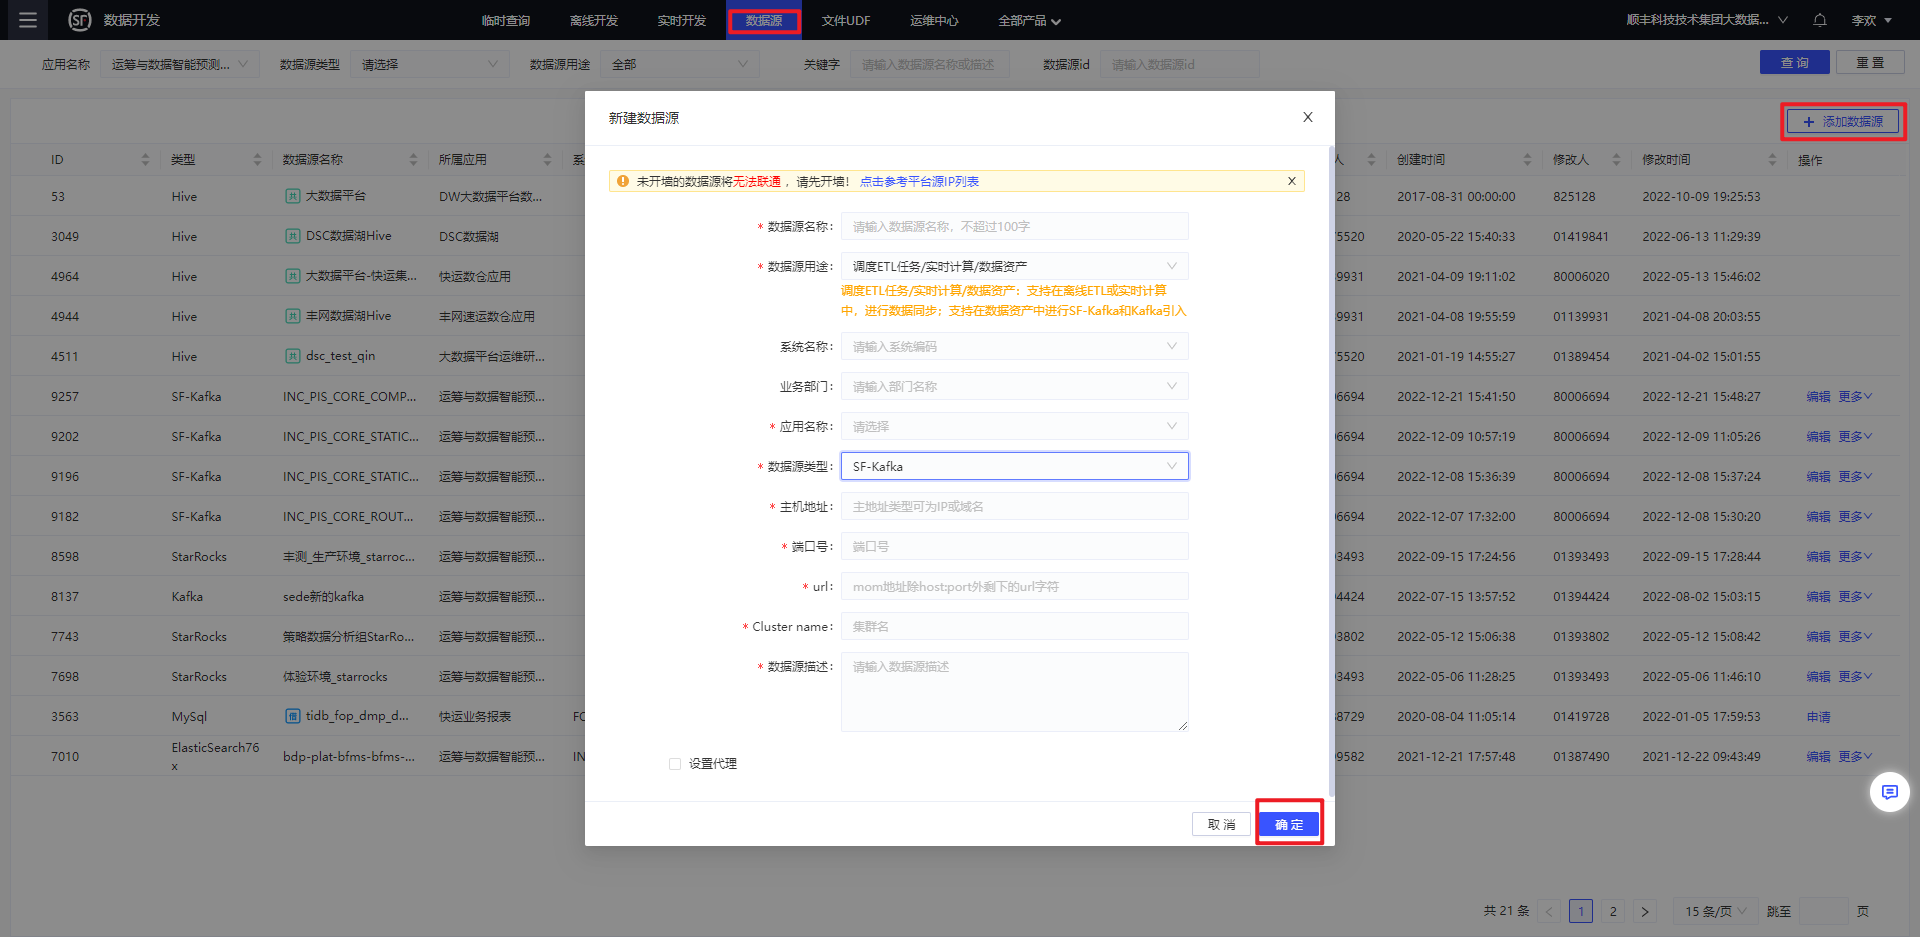 SF 数据开发
临时查询 离线开发 实时开发 数据源 文件UDF 运维中心 全部产品
顺丰科技技术集团大数据... 李欢
应用名称 运筹与数据智能预测... 数据源类型 请选择 数据源用途 全部 关键字 请输入数据源名称或描述 数据源id 请输入数据源id 查 询 重 置
+ 添加数据源
新建数据源 X
未开墙的数据源将无法联通，请先开墙！ 点击参考平台源IP列表 X
* 数据源名称： 请输入数据源名称，不超过100字
* 数据源用途： 调度ETL任务/实时计算/数据资产
调度ETL任务/实时计算/数据资产：支持在离线ETL或实时计算
中，进行数据同步；支持在数据资产中进行SF-Kafka和Kafka引入
系统名称： 请输入系统编码
业务部门： 请输入部门名称
* 应用名称： 请选择
* 数据源类型： SF-Kafka
* 主机地址： 主地址类型可为IP或域名
* 端口号： 端口号
* url： mom地址除host:port外剩下的url字符
* Cluster name： 集群名
* 数据源描述： 请输入数据源描述
设置代理
取 消 确 定
ID 类型 数据源名称 所属应用 系 人 创建时间 修改人 修改时间 操作
53 Hive 共 大数据平台 DW大数据平台数... 28 2017-08-31 00:00:00 825128 2022-10-09 19:25:53
3049 Hive 共 DSC数据湖Hive DSC数据湖 5520 2020-05-22 15:40:33 01419841 2022-06-13 11:29:39
4964 Hive 共 大数据平台-快运集... 快运数仓应用 9931 2021-04-09 19:11:02 80006020 2022-05-13 15:46:02
4944 Hive 共 丰网数据湖Hive 丰网速运数仓应用 9931 2021-04-08 19:55:59 01139931 2021-04-08 20:03:55
4511 Hive 共 dsc_test_qin 大数据平台运维研... 5520 2021-01-19 14:55:27 01389454 2021-04-02 15:01:55
9257 SF-Kafka INC_PIS_CORE_COMP... 运筹与数据智能预... 6694 2022-12-21 15:41:50 80006694 2022-12-21 15:48:27 编辑 更多
9202 SF-Kafka INC_PIS_CORE_STATIC... 运筹与数据智能预... 6694 2022-12-09 10:57:19 80006694 2022-12-09 11:05:26 编辑 更多
9196 SF-Kafka INC_PIS_CORE_STATIC... 运筹与数据智能预... 6694 2022-12-08 15:36:39 80006694 2022-12-08 15:37:24 编辑 更多
9182 SF-Kafka INC_PIS_CORE_ROUT... 运筹与数据智能预... 6694 2022-12-07 17:32:00 80006694 2022-12-08 15:30:20 编辑 更多
8598 StarRocks 丰测_生产环境_starroc... 运筹与数据智能预... 3493 2022-09-15 17:24:56 01393493 2022-09-15 17:28:44 编辑 更多
8137 Kafka sede新的kafka 运筹与数据智能预... 4424 2022-07-15 13:57:52 01394424 2022-08-02 15:03:15 编辑 更多
7743 StarRocks 策略数据分析组StarRo... 运筹与数据智能预... 3802 2022-05-12 15:06:38 01393802 2022-05-12 15:08:42 编辑 更多
7698 StarRocks 体验环境_starrocks 运筹与数据智能预... 3493 2022-05-06 11:28:25 01393493 2022-05-06 11:46:10 编辑 更多
3563 MySql 借 tidb_fop_dmp_d... 快运业务报表 FC 8729 2020-08-04 11:05:14 01419728 2022-01-05 17:59:53 申请
7010 ElasticSearch76x bdp-plat-bfms-bfms-... 运筹与数据智能预... IN 9582 2021-12-21 17:57:48 01387490 2021-12-22 09:43:49 编辑 更多
共 21 条 < 1 2 > 15 条/页 跳至 页